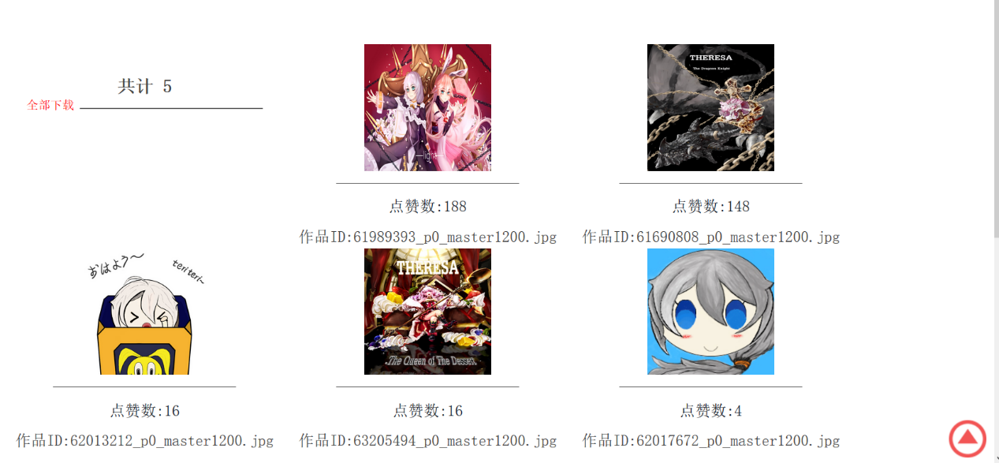 共计 5
全部下载
THERESA
The Dragoon Knight
light
点赞数:188
点赞数:148
作品ID:61989393_p0_master1200.jpg
作品ID:61690808_p0_master1200.jpg
おはよう〜
teriteri~
THERESA
The Queen of The Dessert
点赞数:16
点赞数:16
点赞数:4
作品ID:62013212_p0_master1200.jpg
作品ID:63205494_p0_master1200.jpg
作品ID:62017672_p0_master1200.jpg